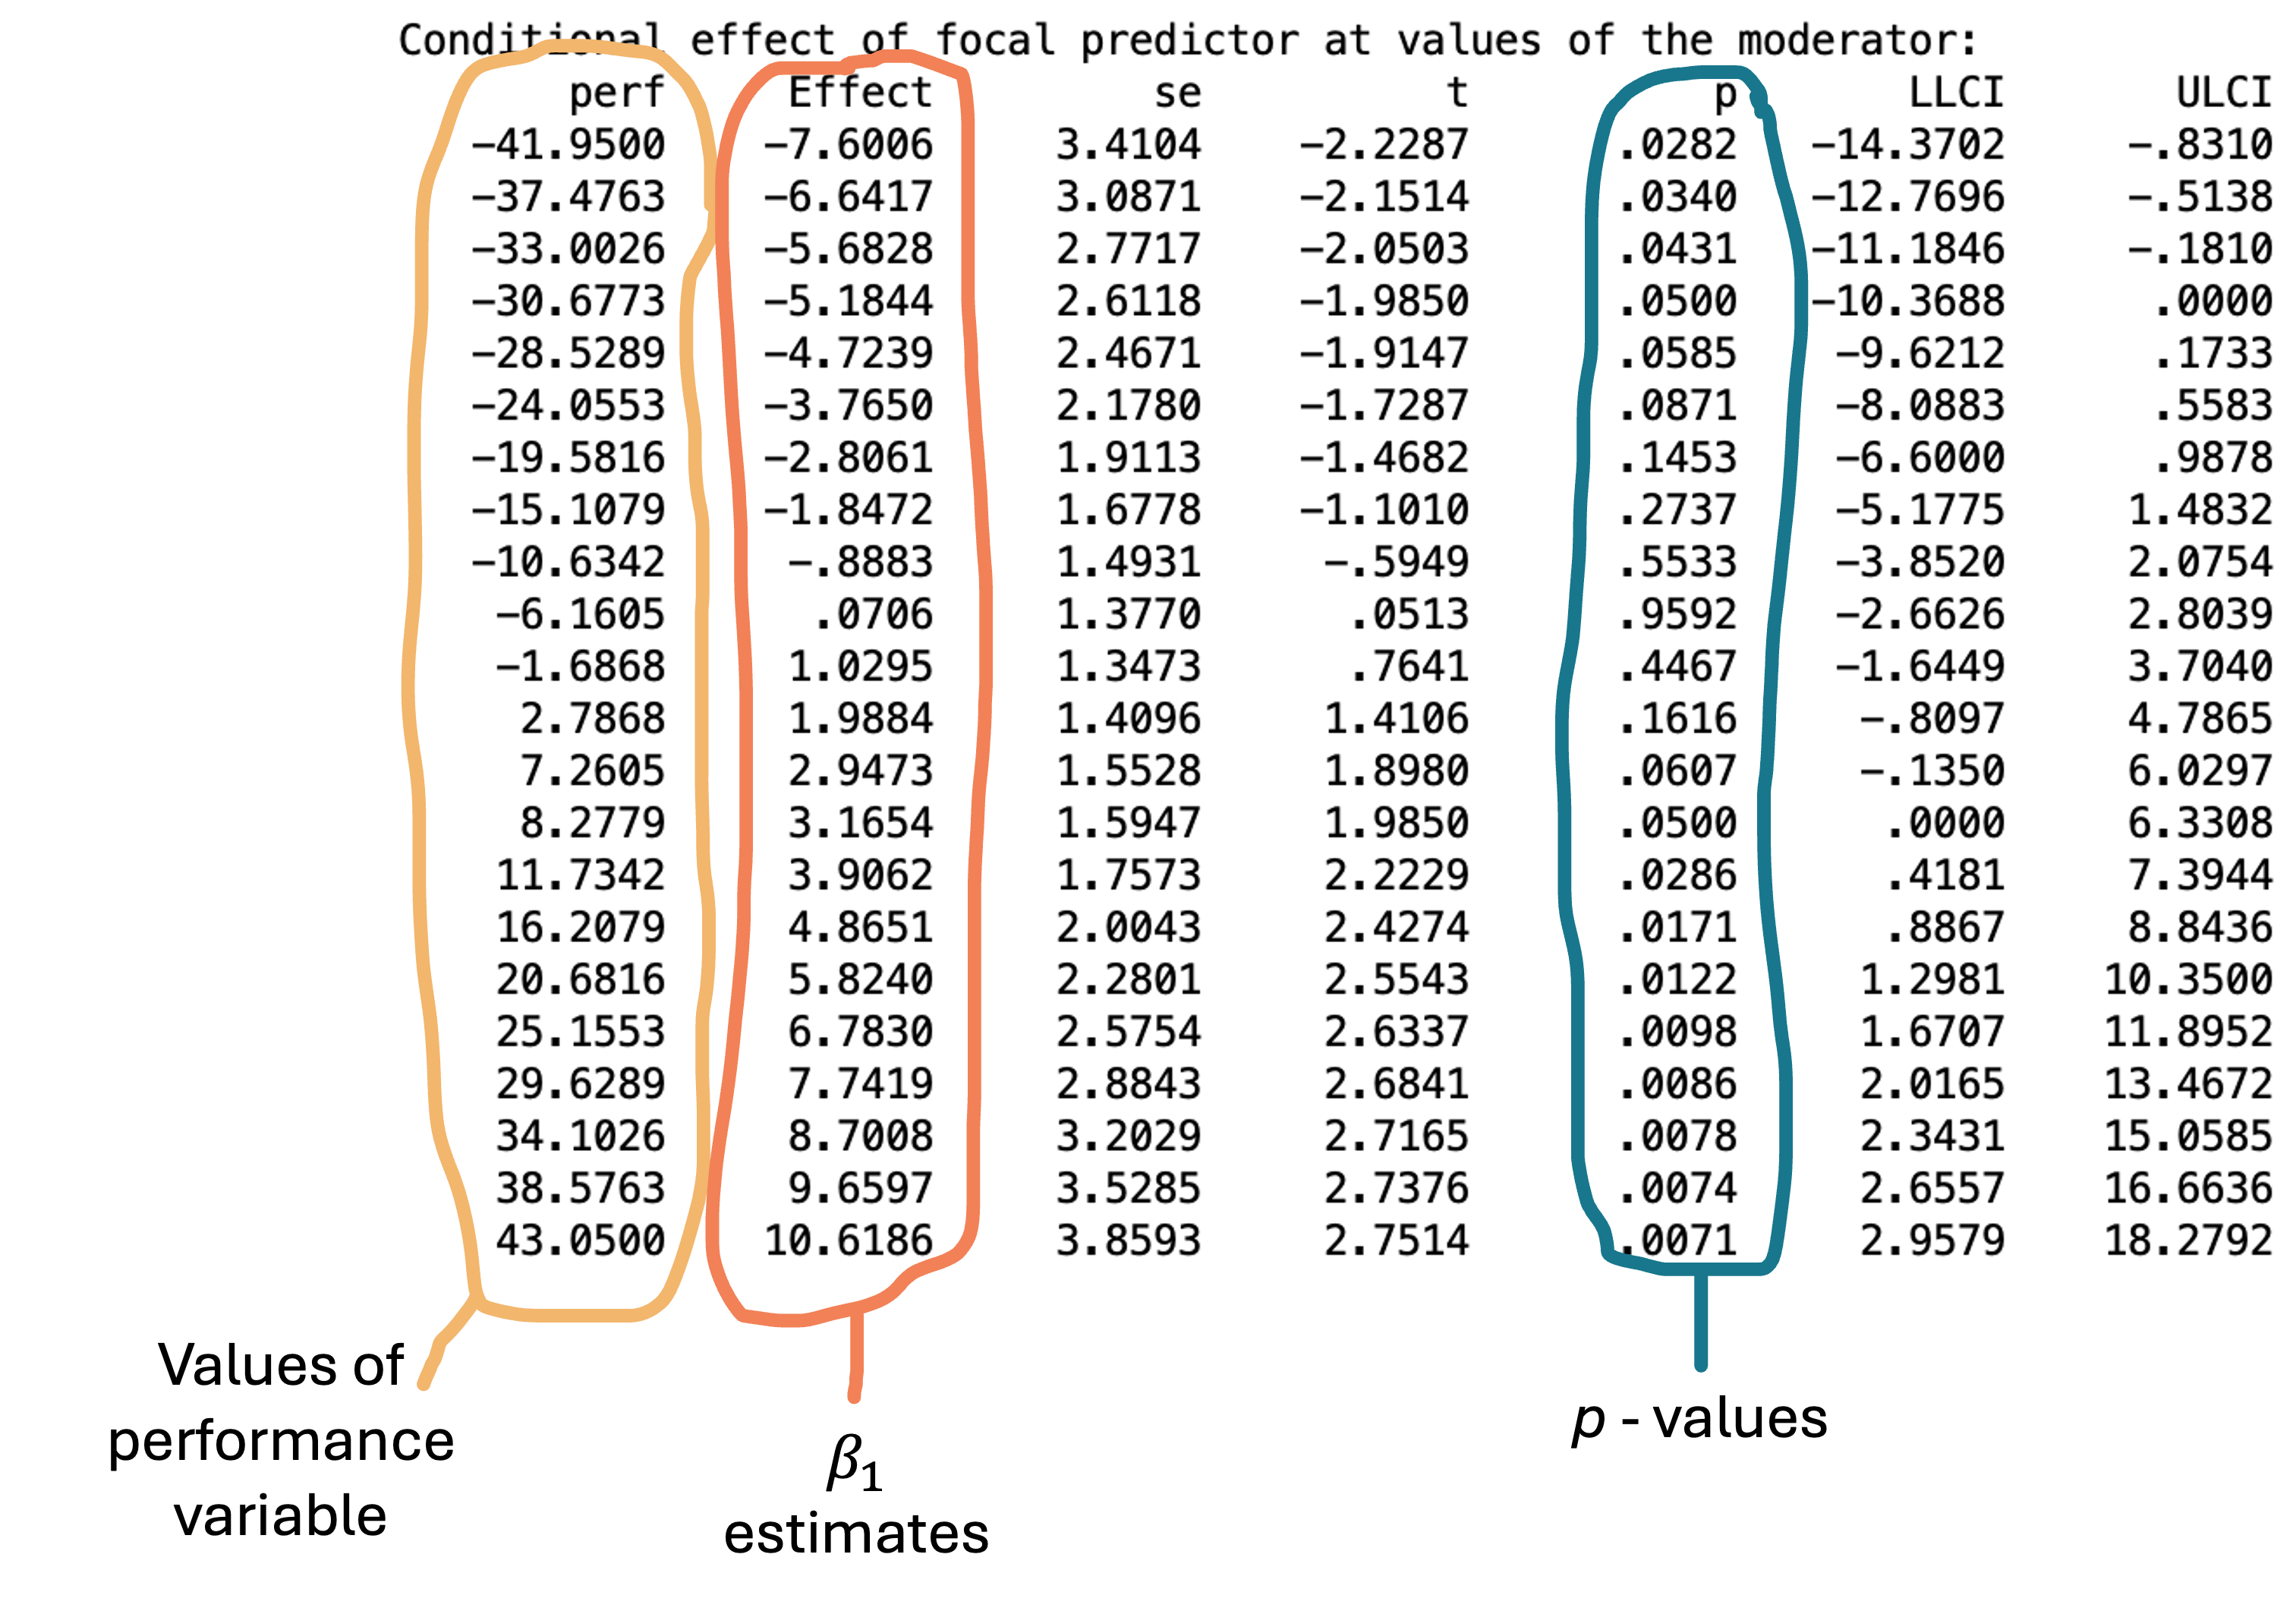 Conditional effect of focal predictor at values of the moderator:
perf Effect se t p LLCI ULCI
−41.9500 −7.6006 3.4104 −2.2287 .0282 −14.3702 −.8310
−37.4763 −6.6417 3.0871 −2.1514 .0340 −12.7696 −.5138
−33.0026 −5.6828 2.7717 −2.0503 .0431 −11.1846 −.1810
−30.6773 −5.1844 2.6118 −1.9850 .0500 −10.3688 .0000
−28.5289 −4.7239 2.4671 −1.9147 .0585 −9.6212 .1733
−24.0553 −3.7650 2.1780 −1.7287 .0871 −8.0883 .5583
−19.5816 −2.8061 1.9113 −1.4682 .1453 −6.6000 .9878
−15.1079 −1.8472 1.6778 −1.1010 .2737 −5.1775 1.4832
−10.6342 −.8883 1.4931 −.5949 .5533 −3.8520 2.0754
−6.1605 .0706 1.3770 .0513 .9592 −2.6626 2.8039
−1.6868 1.0295 1.3473 .7641 .4467 −1.6449 3.7040
2.7868 1.9884 1.4096 1.4106 .1616 −.8097 4.7865
7.2605 2.9473 1.5528 1.8980 .0607 −.1350 6.0297
8.2779 3.1654 1.5947 1.9850 .0500 .0000 6.3308
11.7342 3.9062 1.7573 2.2229 .0286 .4181 7.3944
16.2079 4.8651 2.0043 2.4274 .0171 .8867 8.8436
20.6816 5.8240 2.2801 2.5543 .0122 1.2981 10.3500
25.1553 6.7830 2.5754 2.6337 .0098 1.6707 11.8952
29.6289 7.7419 2.8843 2.6841 .0086 2.0165 13.4672
34.1026 8.7008 3.2029 2.7165 .0078 2.3431 15.0585
38.5763 9.6597 3.5285 2.7376 .0074 2.6557 16.6636
43.0500 10.6186 3.8593 2.7514 .0071 2.9579 18.2792
Values of
performance
variable
β₁
estimates
p - values